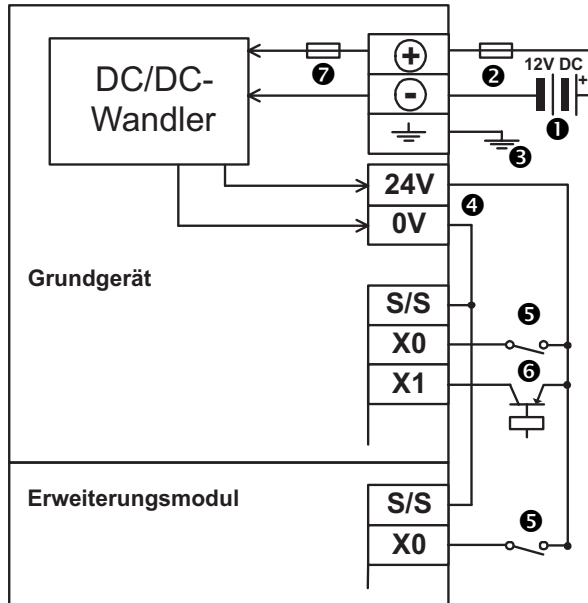 DC/DC-
Wandler
❼
+
❷
12V DC
+
-
❶
❸
24V
❹
0V
Grundgerät
S/S
❺
X0
❻
X1
Erweiterungsmodul
S/S
❺
X0